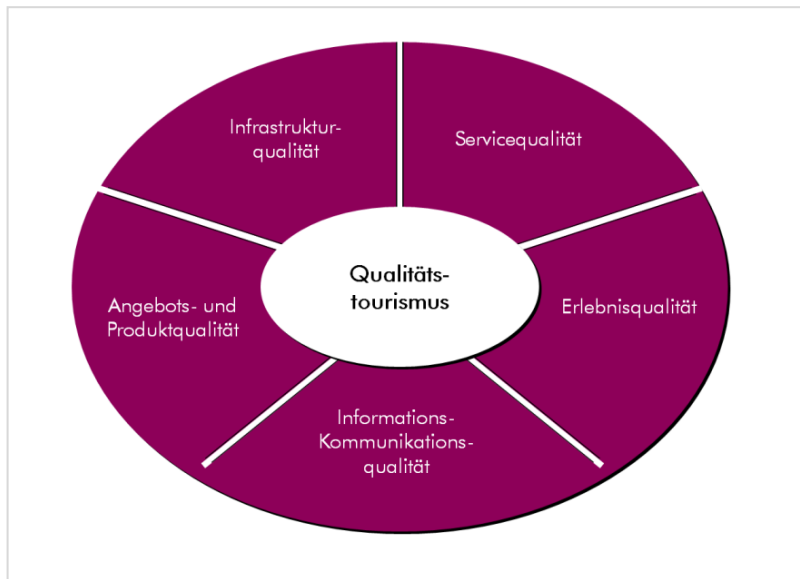 Infrastruktur-
qualität
Servicequalität
Qualitäts-
tourismus
Angebots- und
Produktqualität
Erlebnisqualität
Informations-
Kommunikations-
qualität